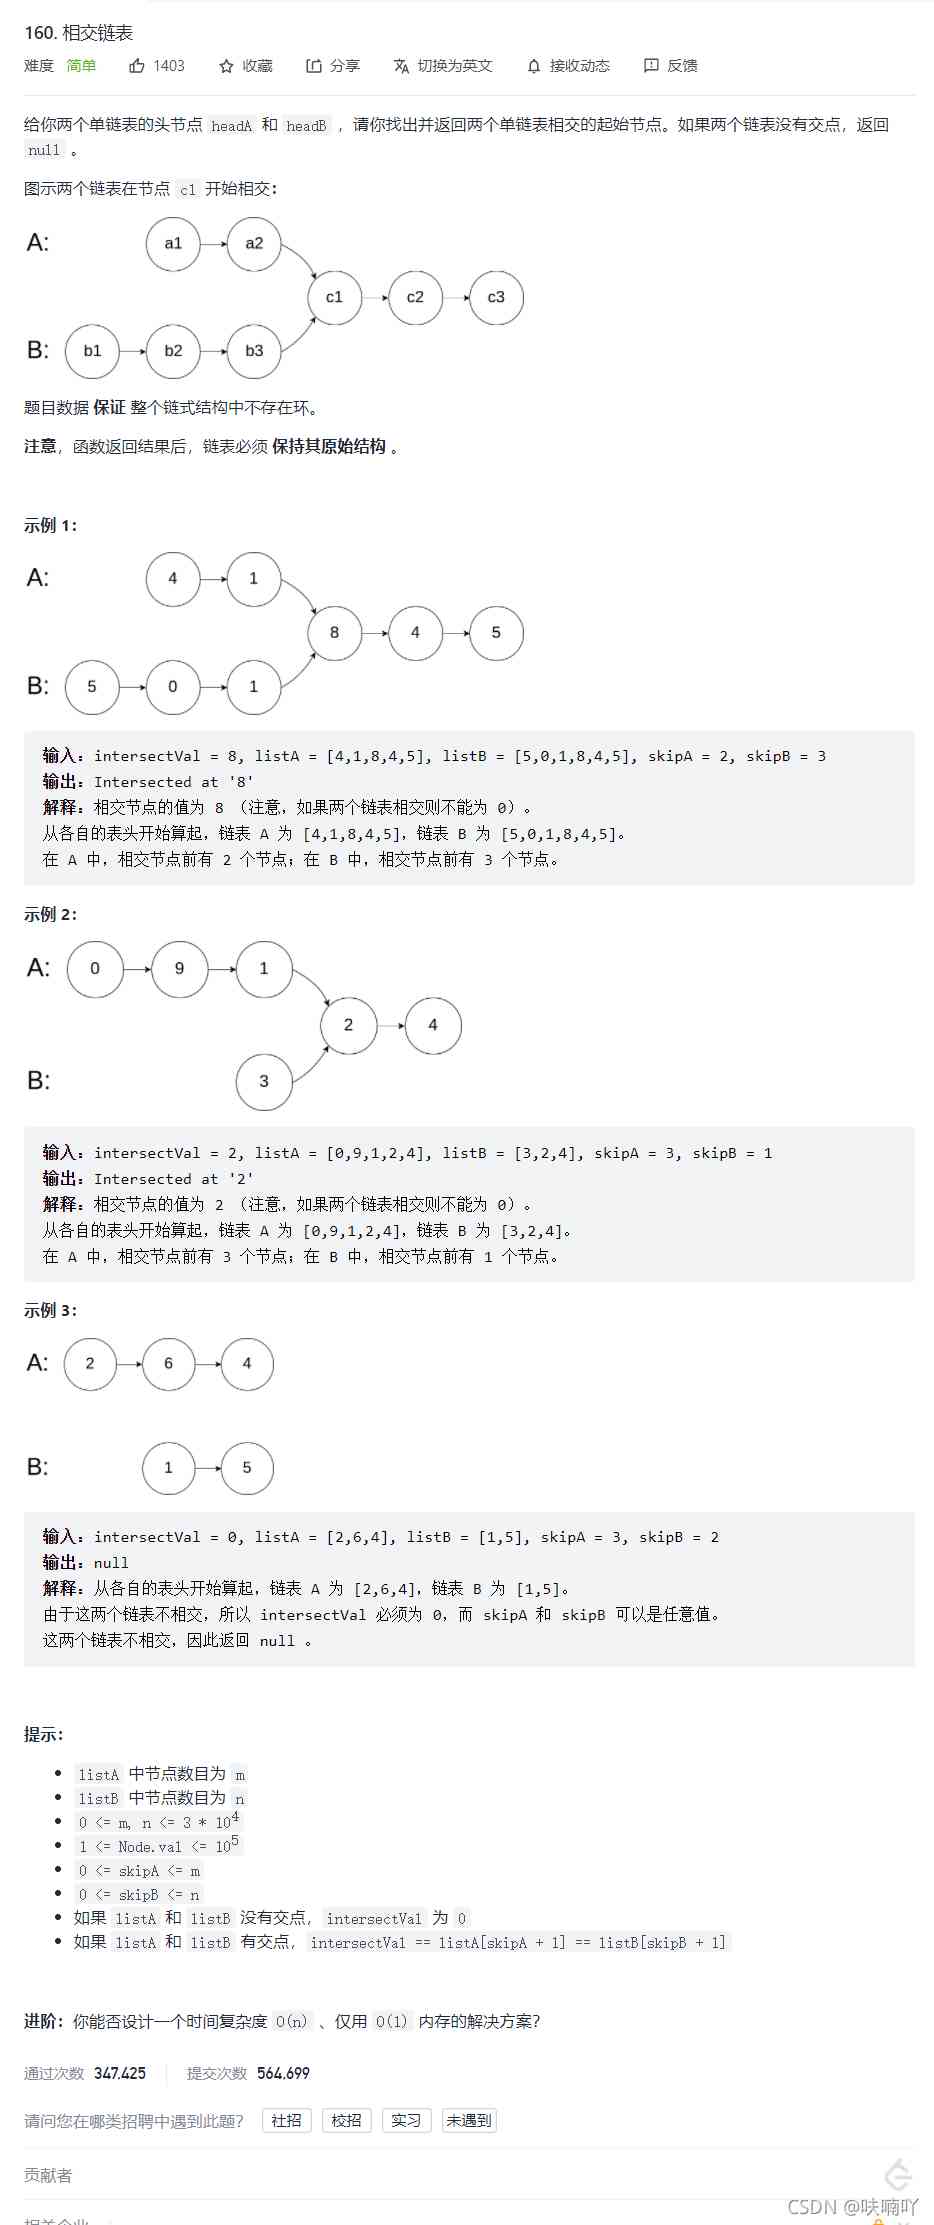 160. 相交链表
难度 简单 1403 收藏 分享 切换为英文 接收动态 反馈
给你两个单链表的头节点 headA 和 headB ，请你找出并返回两个单链表相交的起始节点。如果两个链表没有交点，返回
null 。
图示两个链表在节点 c1 开始相交：
A: a1 a2
c1 c2 c3
B: b1 b2 b3
题目数据 保证 整个链式结构中不存在环。
注意，函数返回结果后，链表必须 保持其原始结构 。
示例 1：
A: 4 1
8 4 5
B: 5 0 1
输入：intersectVal = 8, listA = [4,1,8,4,5], listB = [5,0,1,8,4,5], skipA = 2, skipB = 3
输出：Intersected at '8'
解释：相交节点的值为 8 （注意，如果两个链表相交则不能为 0）。
从各自的表头开始算起，链表 A 为 [4,1,8,4,5]，链表 B 为 [5,0,1,8,4,5]。
在 A 中，相交节点前有 2 个节点；在 B 中，相交节点前有 3 个节点。
示例 2：
A: 0 9 1
2 4
B: 3
输入：intersectVal = 2, listA = [0,9,1,2,4], listB = [3,2,4], skipA = 3, skipB = 1
输出：Intersected at '2'
解释：相交节点的值为 2 （注意，如果两个链表相交则不能为 0）。
从各自的表头开始算起，链表 A 为 [0,9,1,2,4]，链表 B 为 [3,2,4]。
在 A 中，相交节点前有 3 个节点；在 B 中，相交节点前有 1 个节点。
示例 3：
A: 2 6 4
B: 1 5
输入：intersectVal = 0, listA = [2,6,4], listB = [1,5], skipA = 3, skipB = 2
输出：null
解释：从各自的表头开始算起，链表 A 为 [2,6,4]，链表 B 为 [1,5]。
由于这两个链表不相交，所以 intersectVal 必须为 0，而 skipA 和 skipB 可以是任意值。
这两个链表不相交，因此返回 null 。
提示：
• listA 中节点数目为 m
• listB 中节点数目为 n
• 0 <= m, n <= 3 * 10^4
• 1 <= Node.val <= 10^5
• 0 <= skipA <= m
• 0 <= skipB <= n
• 如果 listA 和 listB 没有交点，intersectVal 为 0
• 如果 listA 和 listB 有交点，intersectVal == listA[skipA + 1] == listB[skipB + 1]
进阶：你能否设计一个时间复杂度 O(n) 、仅用 O(1) 内存的解决方案？
通过次数 347,425 提交次数 564,699
请问您在哪类招聘中遇到此题？ 社招 校招 实习 未遇到
贡献者
CSDN @呋喃吖